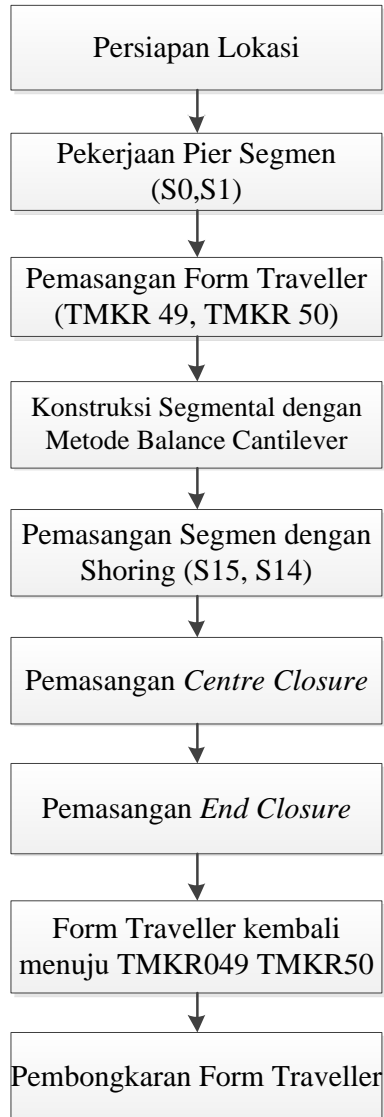 Persiapan Lokasi
Pekerjaan Pier Segmen
(S0,S1)
Pemasangan Form Traveller
(TMKR 49, TMKR 50)
Konstruksi Segmental dengan
Metode Balance Cantilever
Pemasangan Segmen dengan
Shoring (S15, S14)
Pemasangan Centre Closure
Pemasangan End Closure
Form Traveller kembali
menuju TMKR049 TMKR50
Pembongkaran Form Traveller